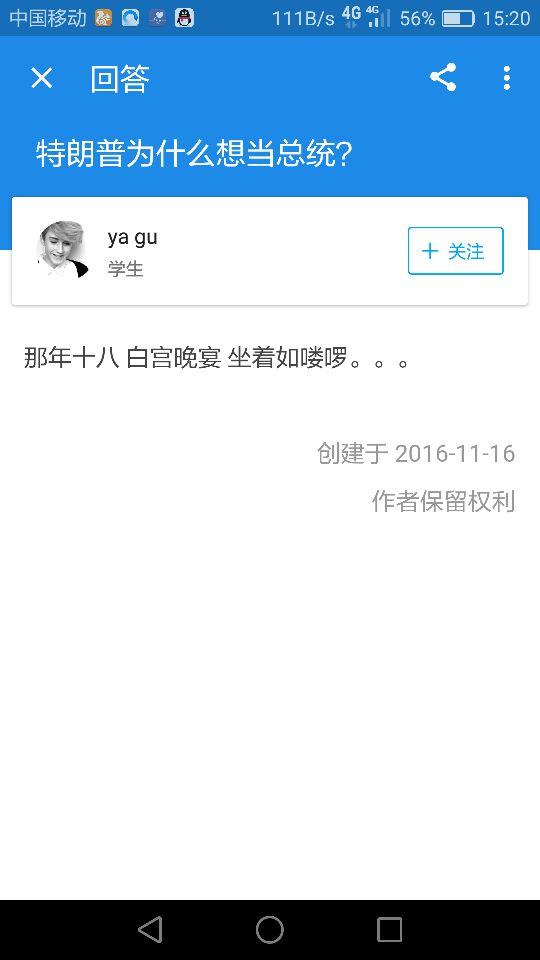 中国移动 111B/s 4G 4G 56% 15:20
回答
特朗普为什么想当总统?
ya gu
学生
+ 关注
那年十八 白宫晚宴 坐着如喽啰。。。
创建于 2016-11-16
作者保留权利